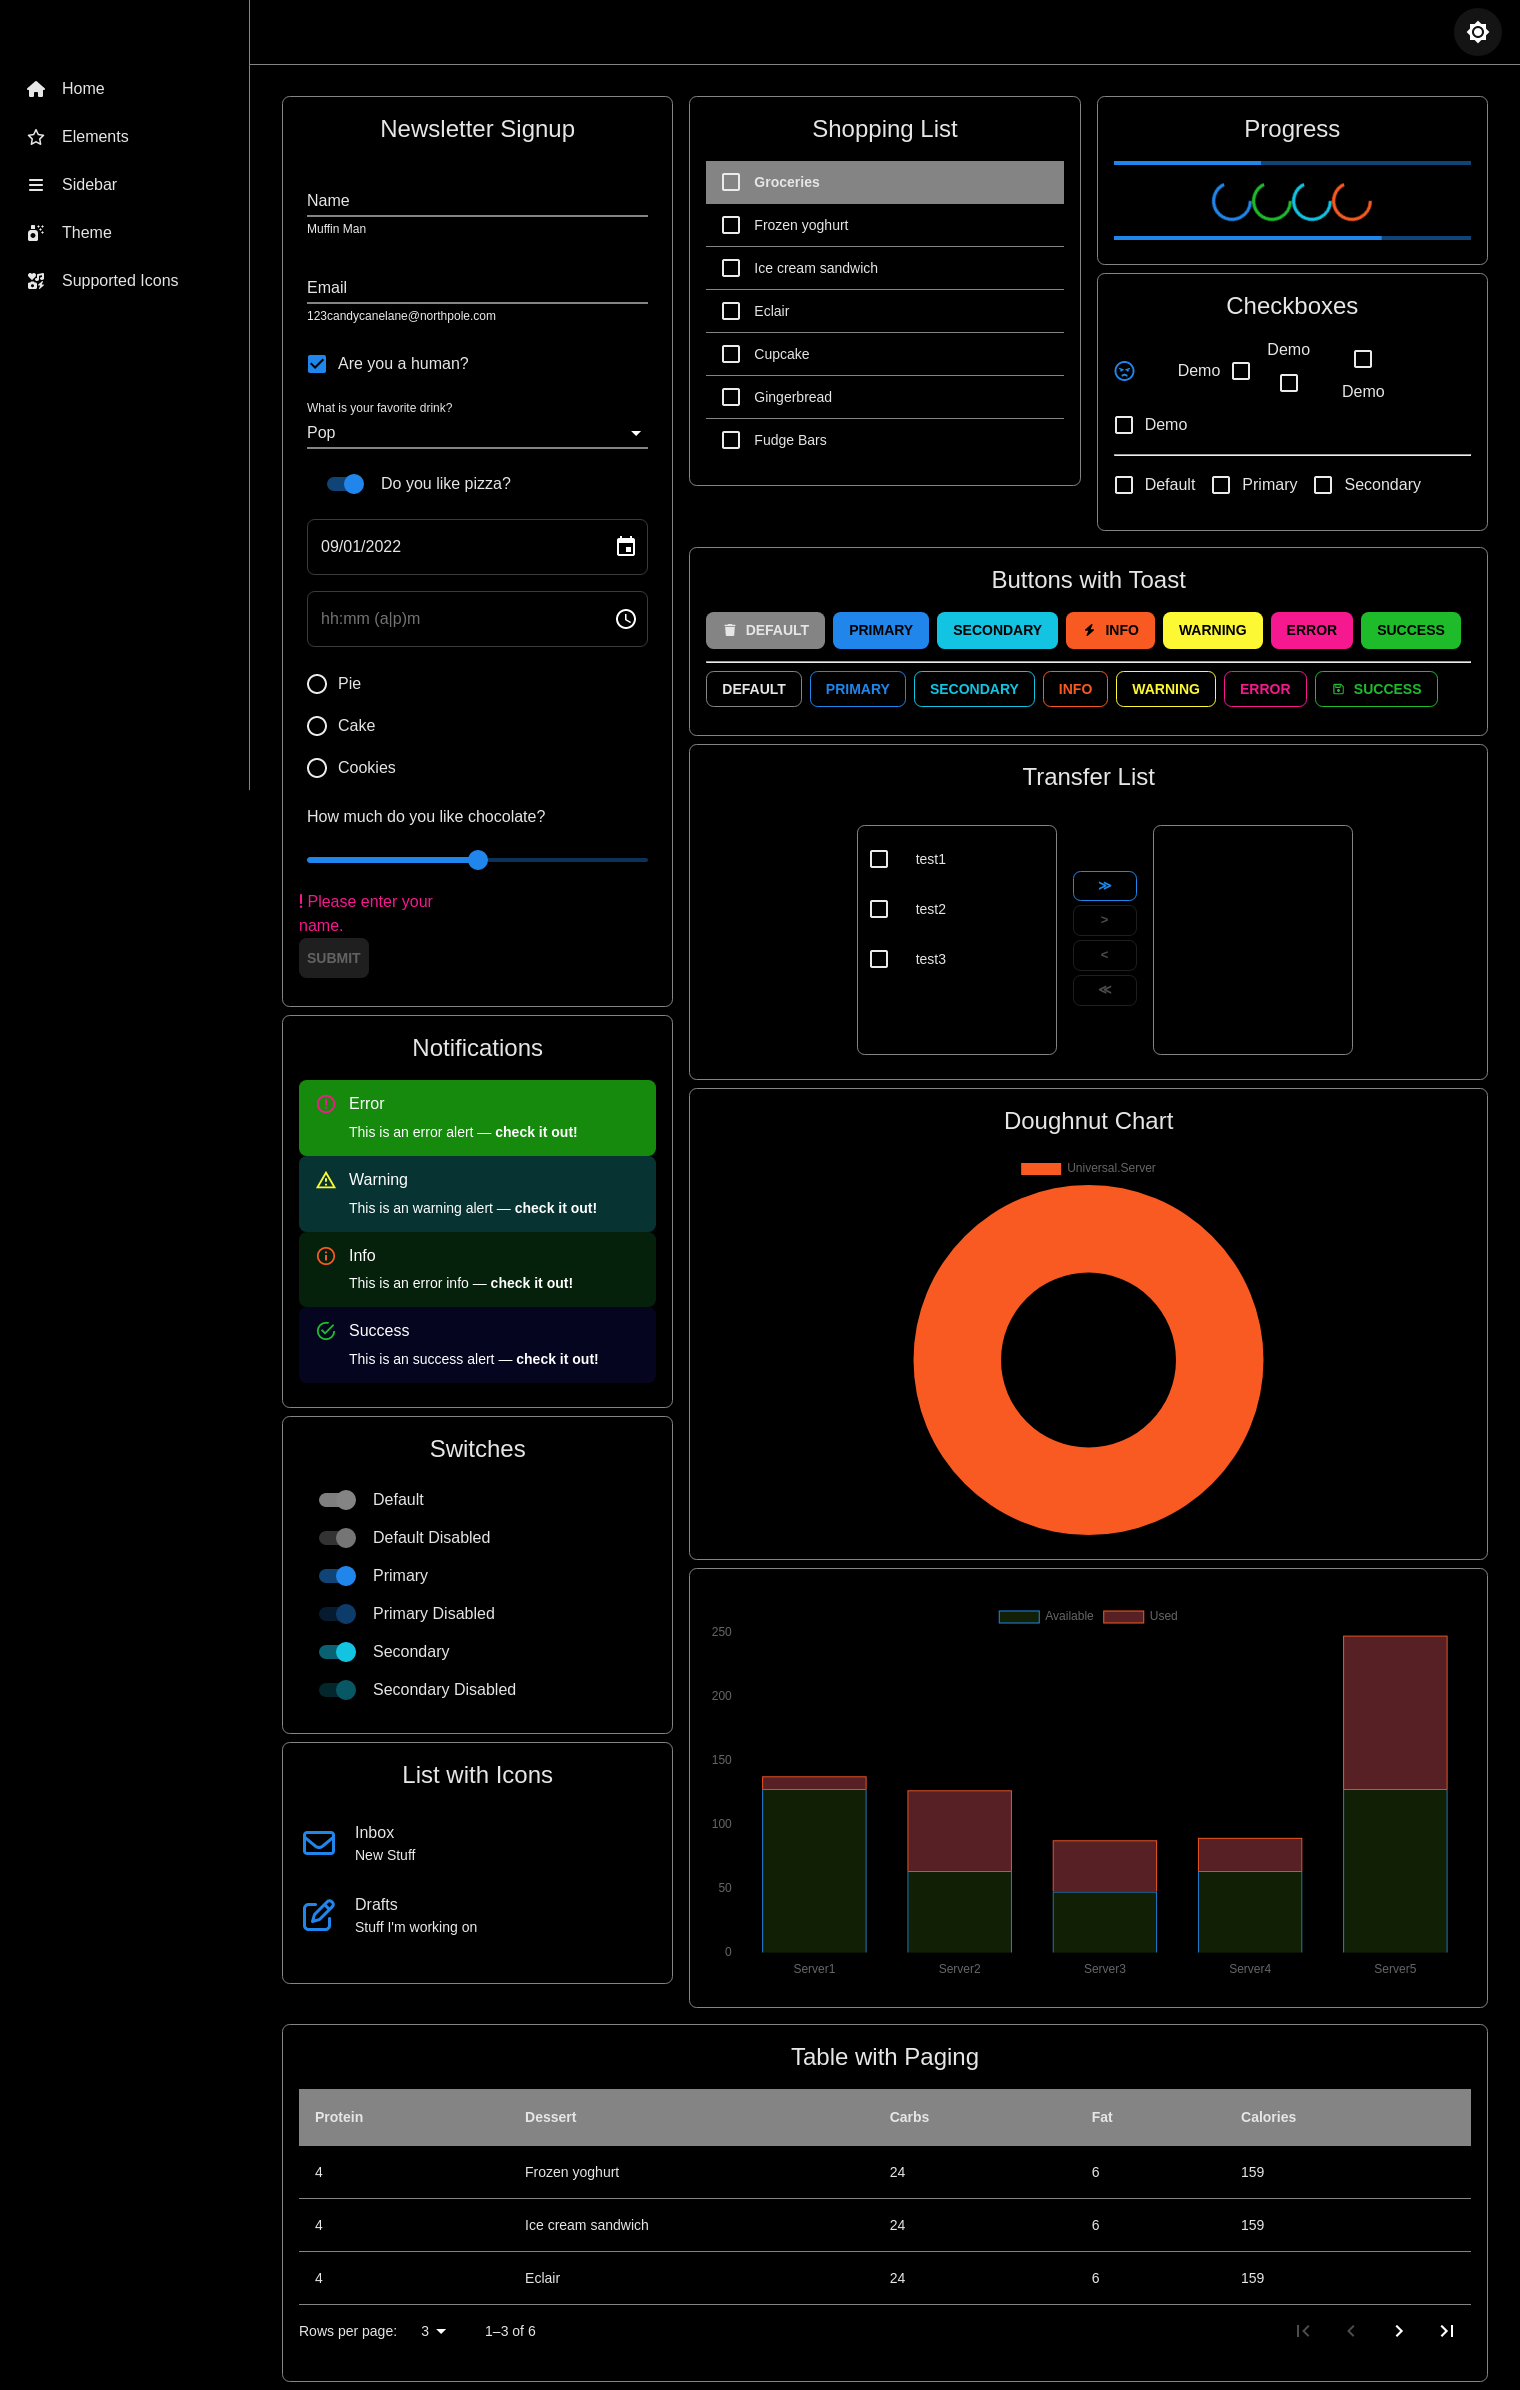 Home
Elements
Sidebar
Theme
Supported Icons
Newsletter Signup
Name
Muffin Man
Email
123candycanelane@northpole.com
Are you a human?
What is your favorite drink?
Pop
Do you like pizza?
09/01/2022
hh:mm (a|p)m
Pie
Cake
Cookies
How much do you like chocolate?
! Please enter your
name.
SUBMIT
Notifications
Error
This is an error alert — check it out!
Warning
This is an warning alert — check it out!
Info
This is an error info — check it out!
Success
This is an success alert — check it out!
Switches
Default
Default Disabled
Primary
Primary Disabled
Secondary
Secondary Disabled
List with Icons
Inbox
New Stuff
Drafts
Stuff I'm working on
Shopping List
Groceries
Frozen yoghurt
Ice cream sandwich
Eclair
Cupcake
Gingerbread
Fudge Bars
Progress
Checkboxes
Demo
Demo
Demo
Demo
Default Primary Secondary
Buttons with Toast
DEFAULT PRIMARY SECONDARY INFO WARNING ERROR SUCCESS
DEFAULT PRIMARY SECONDARY INFO WARNING ERROR SUCCESS
Transfer List
test1
test2
test3
≫
>
<
≪
Doughnut Chart
Universal.Server
Available Used
250
200
150
100
50
0
Server1 Server2 Server3 Server4 Server5
Table with Paging
Protein Dessert Carbs Fat Calories
4 Frozen yoghurt 24 6 159
4 Ice cream sandwich 24 6 159
4 Eclair 24 6 159
Rows per page: 3 1–3 of 6